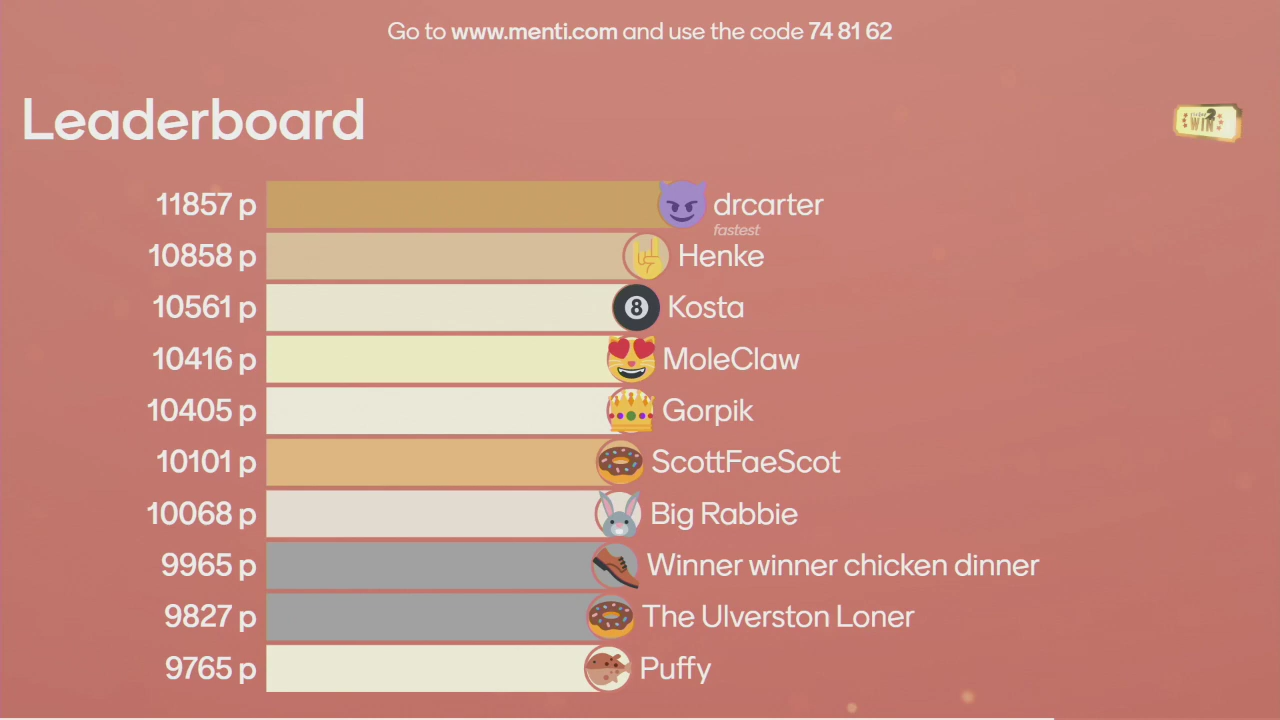 Go to www.menti.com and use the code 74 81 62
Leaderboard
WIN
11857 p drcarter
fastest
10858 p Henke
10561 p 8 Kosta
10416 p MoleClaw
10405 p Gorpik
10101 p ScottFaeScot
10068 p Big Rabbie
9965 p Winner winner chicken dinner
9827 p The Ulverston Loner
9765 p Puffy